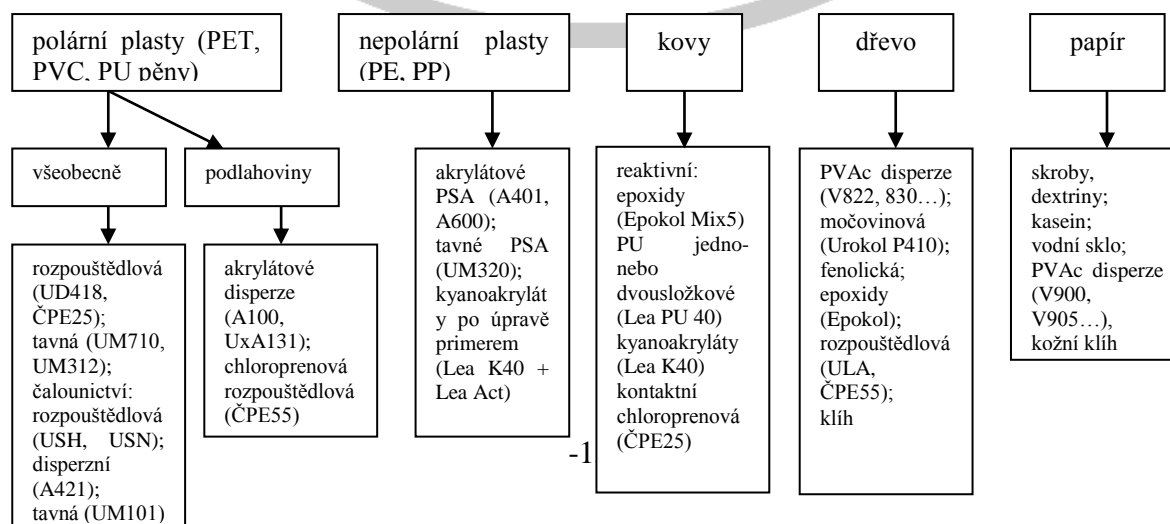 polární plasty (PET,
PVC, PU pěny)
nepolární plasty
(PE, PP)
kovy
dřevo
papír
všeobecně
podlahoviny
rozpouštědlová
(UD418,
ČPE25);
tavná (UM710,
UM312);
čalounictví:
rozpouštědlová
(USH, USN);
disperzní
(A421);
tavná (UM101)
akrylátové
disperze
(A100,
UxA131);
chloroprenová
rozpouštědlová
(ČPE55)
akrylátové
PSA (A401,
A600);
tavné PSA
(UM320);
kyanoakrylát
y po úpravě
primerem
(Lea K40 +
Lea Act)
reaktivní:
epoxidy
(Epokol Mix5)
PU jedno-
nebo
dvousložkové
(Lea PU 40)
kyanoakryláty
(Lea K40)
kontaktní
chloroprenová
(ČPE25)
-1
PVAc disperze
(V822, 830…);
močovinová
(Urokol P410);
fenolická;
epoxidy
(Epokol);
rozpouštědlová
(ULA,
ČPE55);
klíh
skroby,
dextriny;
kasein;
vodní sklo;
PVAc disperze
(V900,
V905…),
kožní klíh